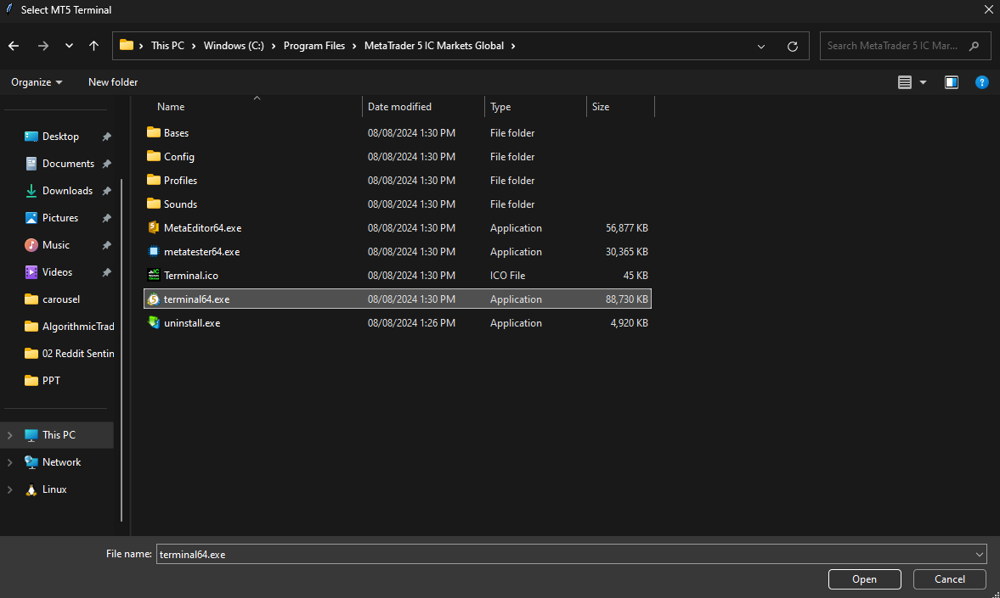 Select MT5 Terminal
This PC > Windows (C:) > Program Files > MetaTrader 5 IC Markets Global >
Search MetaTrader 5 IC Mar...
Organize
New folder
Name
Date modified
Type
Size
Desktop
Documents
Downloads
Pictures
Music
Videos
carousel
AlgorithmicTrad
02 Reddit Sentin
PPT
This PC
Network
Linux
Bases 08/08/2024 1:30 PM File folder
Config 08/08/2024 1:30 PM File folder
Profiles 08/08/2024 1:30 PM File folder
Sounds 08/08/2024 1:30 PM File folder
MetaEditor64.exe 08/08/2024 1:30 PM Application 56,877 KB
metatester64.exe 08/08/2024 1:30 PM Application 30,365 KB
Terminal.ico 08/08/2024 1:30 PM ICO File 45 KB
terminal64.exe 08/08/2024 1:30 PM Application 88,730 KB
uninstall.exe 08/08/2024 1:26 PM Application 4,920 KB
File name: terminal64.exe
Open
Cancel